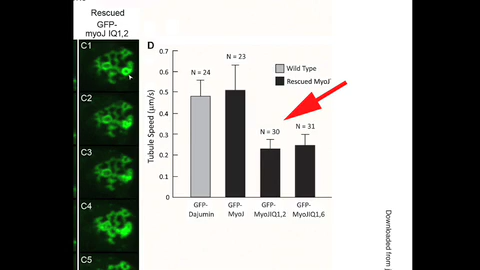 Rescued
GFP-
myoJ IQ1,2
C1
C2
C3
C4
C5
D
Tubule Speed (μm/s)
0.7
0.6
0.5
0.4
0.3
0.2
0.1
0
N = 24
N = 23
N = 30
N = 31
Wild Type
Rescued MyoJ
GFP-
Dajumin
GFP-
MyoJ
GFP-
MyoJIQ1,2
GFP-
MyoJIQ1,6
Downloaded from